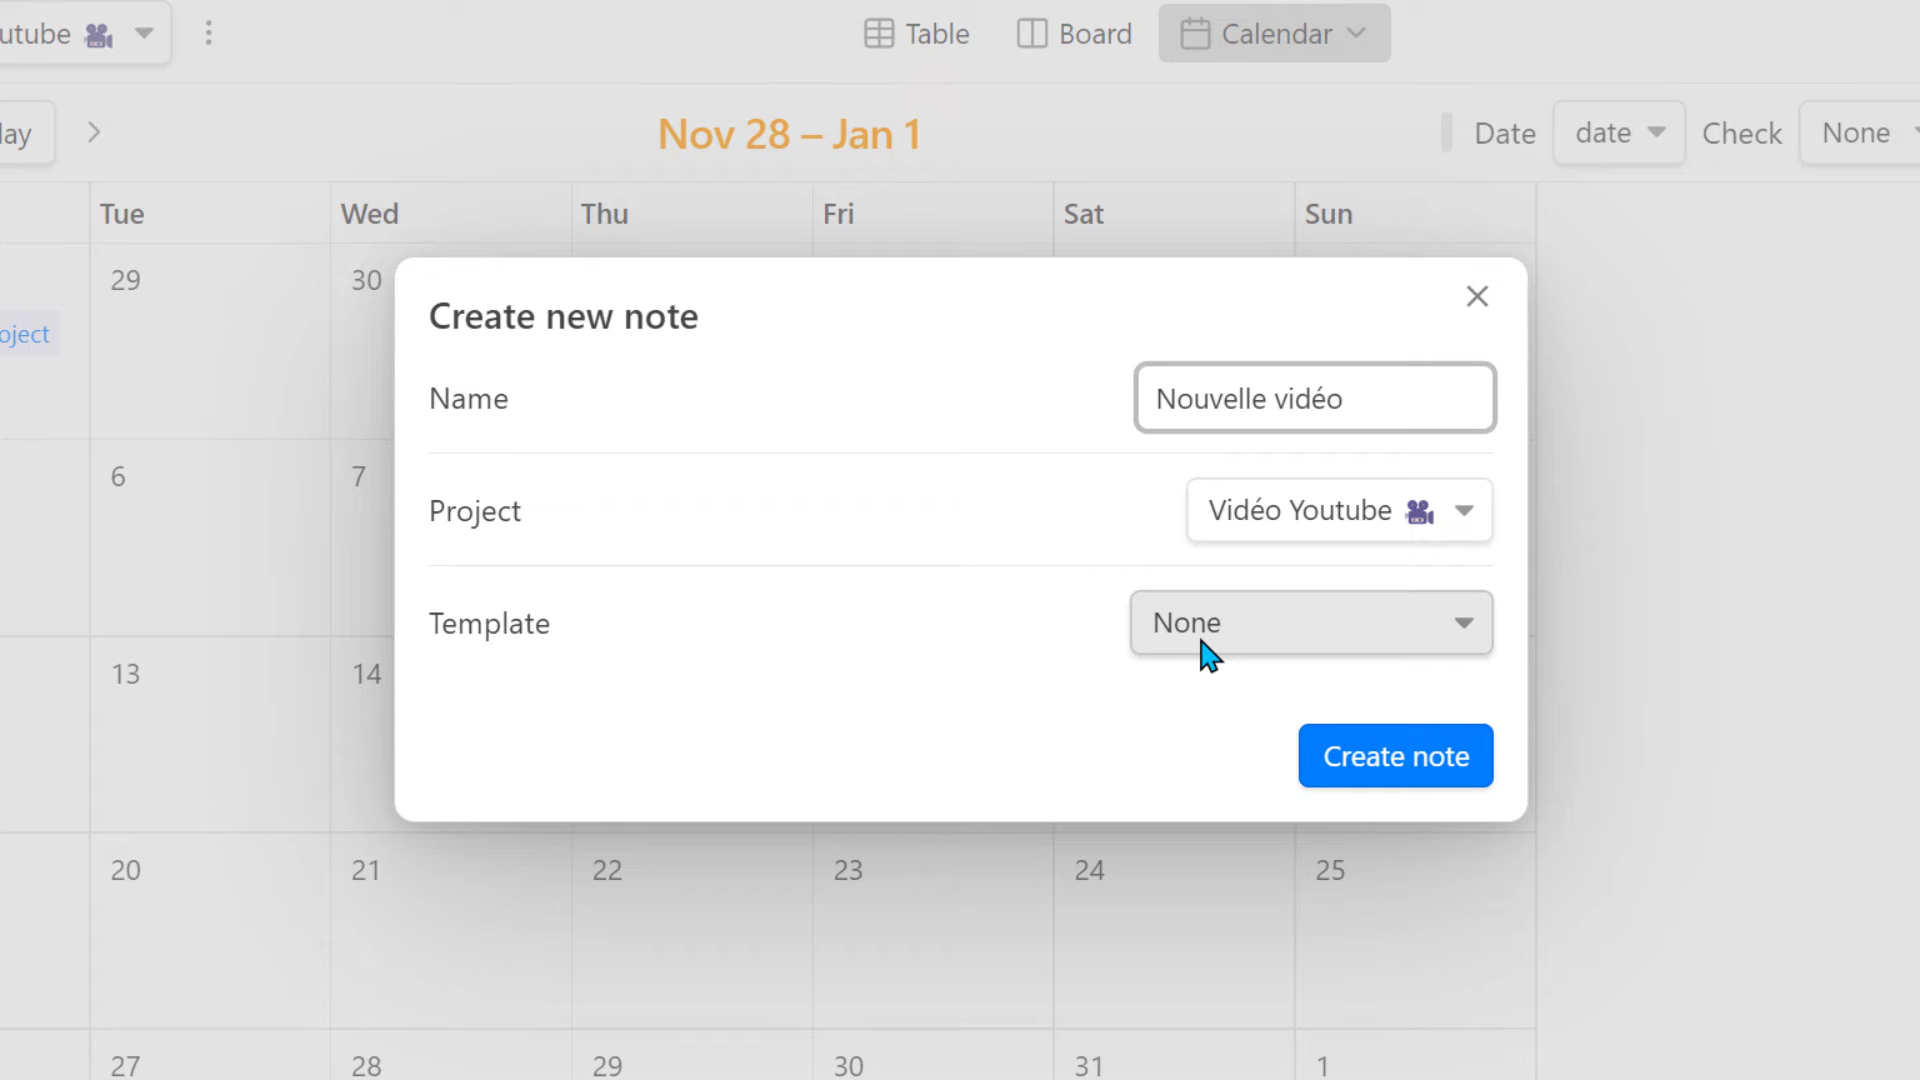 utube
Table
Board
Calendar
Nov 28 – Jan 1
Date
date
Check
None
Tue
Wed
Thu
Fri
Sat
Sun
29
30
Create new note
Name
Nouvelle vidéo
6
7
Project
Vidéo Youtube
Template
None
13
14
Create note
20
21
22
23
24
25
27
28
29
30
31
1